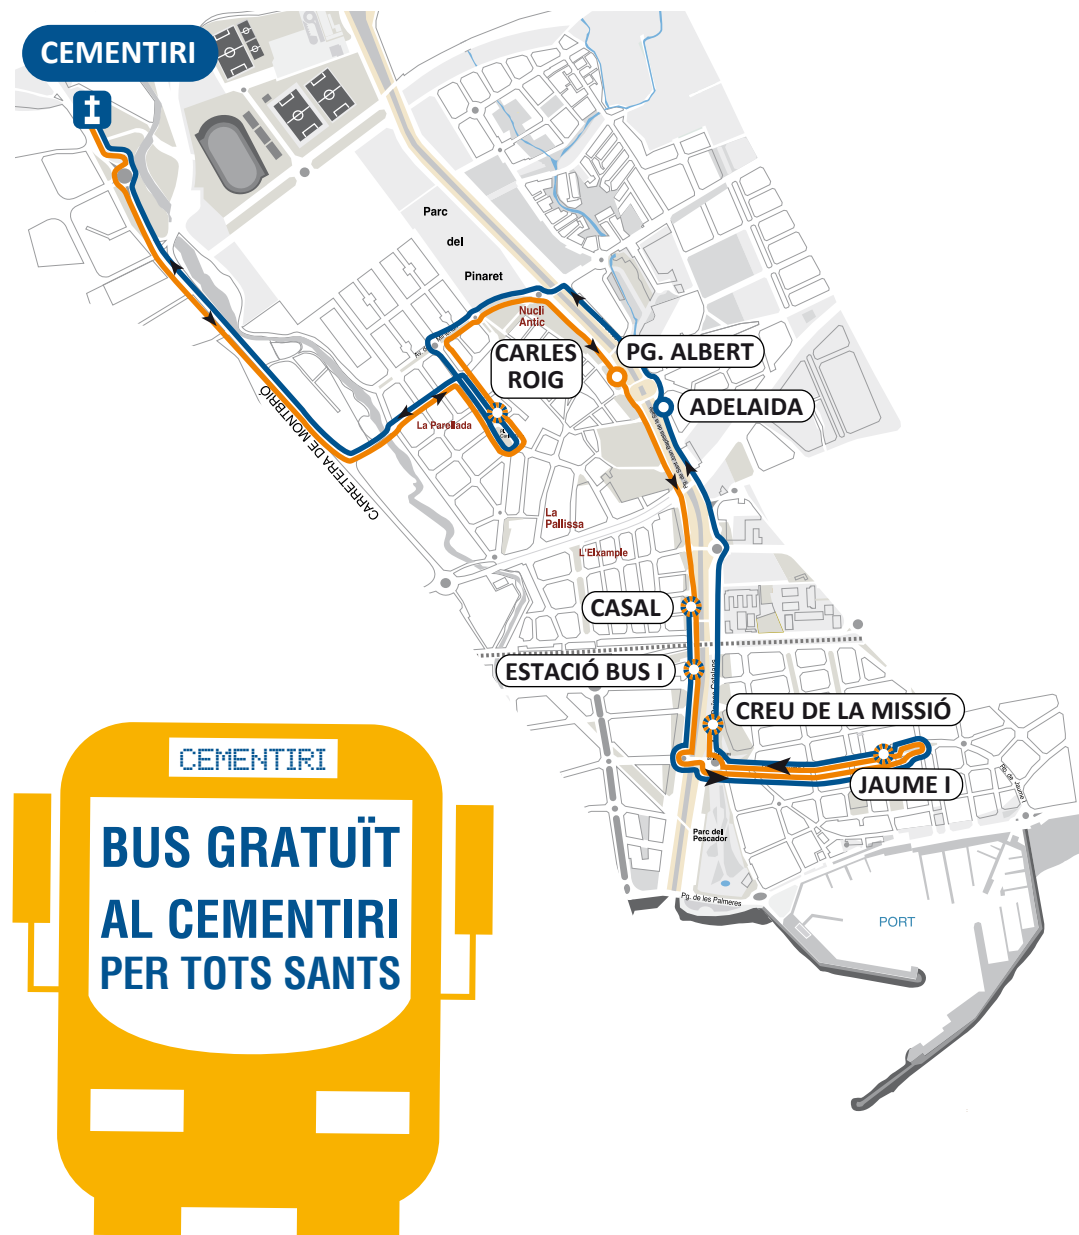 CEMENTIRI
Parc
del
Pinaret
Nucli
Antic
CARLES
ROIG
PG. ALBERT
ADELAIDA
La Parellada
CARRETERA DE MONTBRIÓ
La
Pallissa
L'Eixample
CASAL
ESTACIÓ BUS I
CREU DE LA MISSIÓ
JAUME I
Parc del
Pescador
Pg. de les Palmeres
PORT
CEMENTIRI
BUS GRATUÏT
AL CEMENTIRI
PER TOTS SANTS